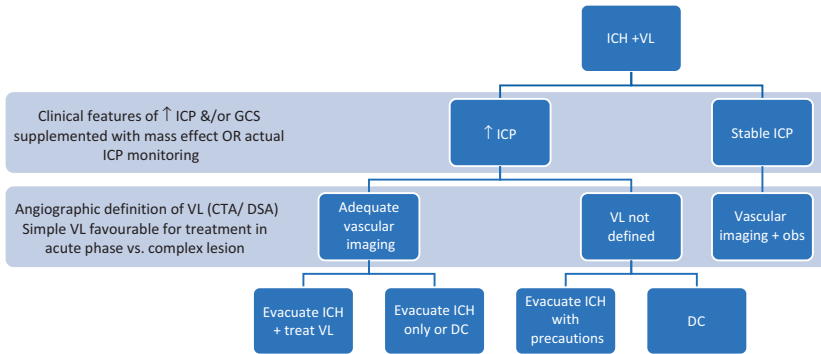 ICH +VL
Clinical features of ↑ ICP &/or GCS
supplemented with mass effect OR actual
ICP monitoring
↑ ICP
Stable ICP
Angiographic definition of VL (CTA/ DSA)
Simple VL favourable for treatment in
acute phase vs. complex lesion
Adequate
vascular
imaging
VL not
defined
Vascular
imaging + obs
Evacuate ICH
+ treat VL
Evacuate ICH
only or DC
Evacuate ICH
with
precautions
DC